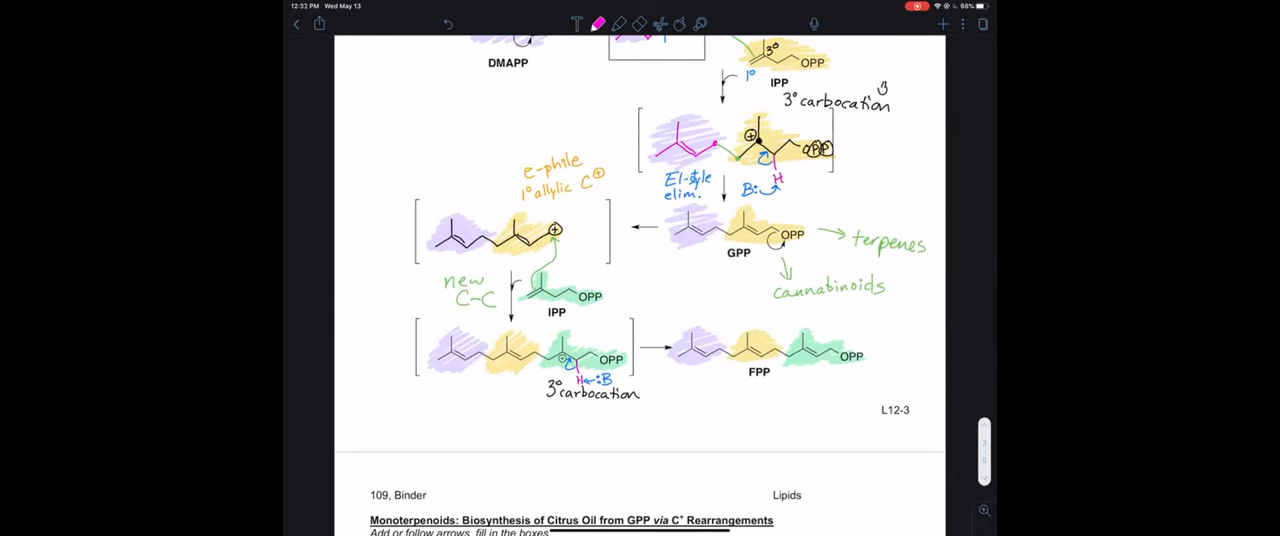 12:32 PM Wed May 13
68%
T
DMAPP
3°
OPP
1°
IPP
3° carbocation
⊕
OPP
H
e-phile
1° allylic C⊕
E1-style
elim.
B:
⊕
OPP
GPP
terpenes
cannabinoids
new
C-C
OPP
IPP
⊕
OPP
H
:B
3° carbocation
OPP
FPP
L12-3
109, Binder
Lipids
Monoterpenoids: Biosynthesis of Citrus Oil from GPP via C+ Rearrangements
Add or follow arrows, fill in the boxes